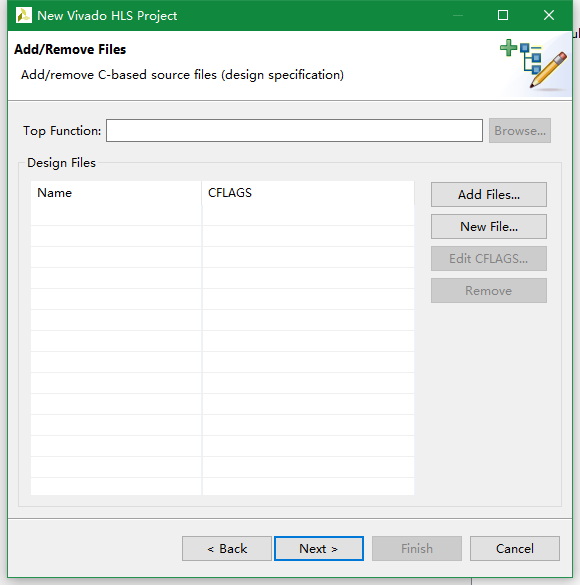 New Vivado HLS Project
Add/Remove Files
Add/remove C-based source files (design specification)
Top Function:
Browse...
Design Files
Name CFLAGS
Add Files...
New File...
Edit CFLAGS...
Remove
< Back Next > Finish Cancel